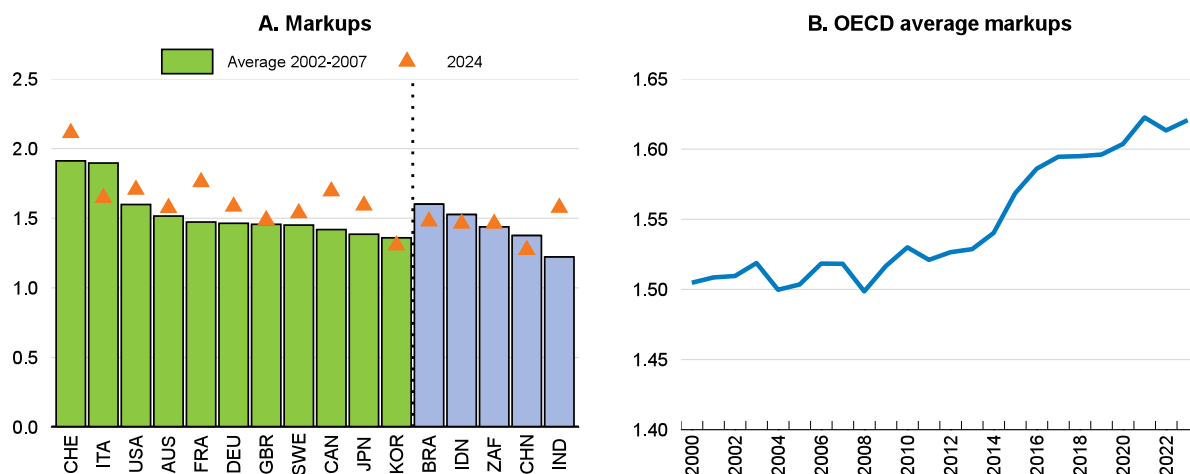 A. Markups
Average 2002-2007
2024
2.5
2.0
1.5
1.0
0.5
0.0
CHE
ITA
USA
AUS
FRA
DEU
GBR
SWE
CAN
JPN
KOR
BRA
IDN
ZAF
CHN
IND
B. OECD average markups
1.65
1.60
1.55
1.50
1.45
1.40
2000
2002
2004
2006
2008
2010
2012
2014
2016
2018
2020
2022